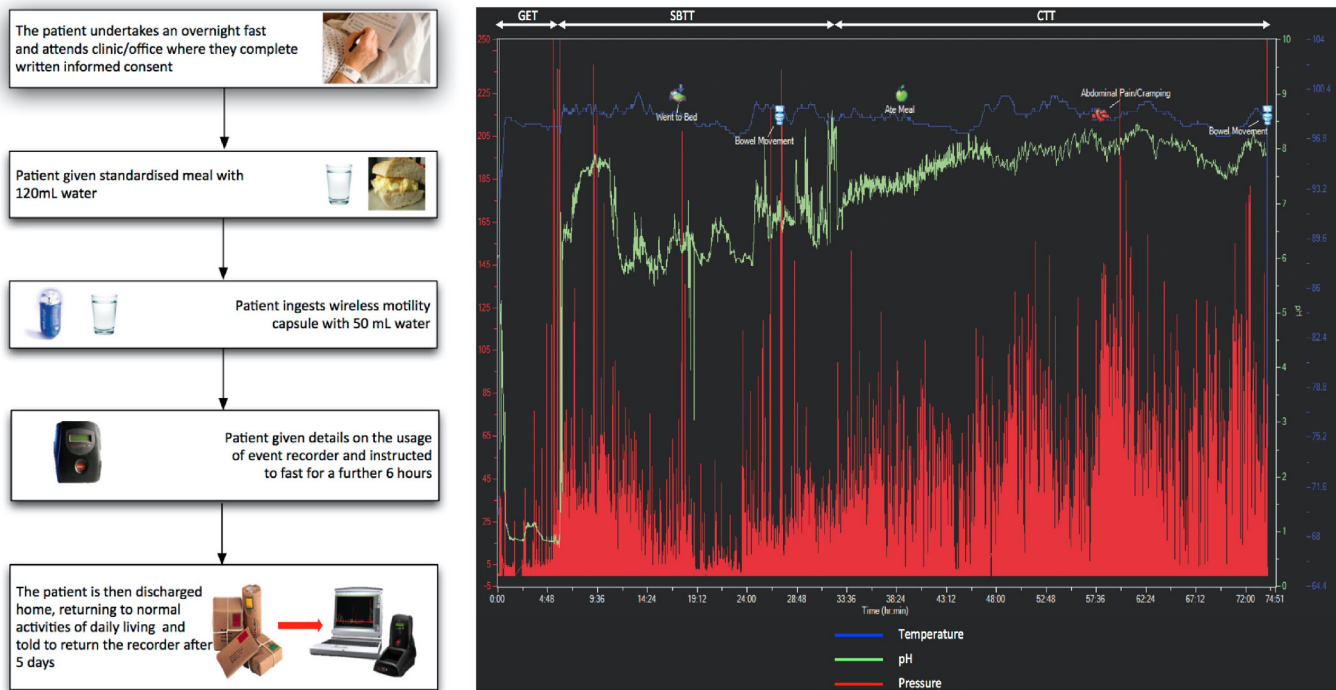 The patient undertakes an overnight fast
and attends clinic/office where they complete
written informed consent
Patient given standardised meal with
120mL water
Patient ingests wireless motility
capsule with 50 mL water
Patient given details on the usage
of event recorder and instructed
to fast for a further 6 hours
The patient is then discharged
home, returning to normal
activities of daily living and
told to return the recorder after
5 days
GET SBTT CTT
250
225
205
185
165
145
125
105
85
65
45
25
5
-5
10
9
8
7
6
5
4
3
2
1
0
pH
-104
-100.4
-96.8
-93.2
-89.6
-86
-82.4
-78.8
-75.2
-71.6
-68
-64.4
Went to Bed
Bowel Movement
Ate Meal
Abdominal Pain/Cramping
Bowel Movement
0:00 4:48 9:36 14:24 19:12 24:00 28:48 33:36 38:24 43:12 48:00 52:48 57:36 62:24 67:12 72:00 74:51
Time (hr.min)
Temperature
pH
Pressure